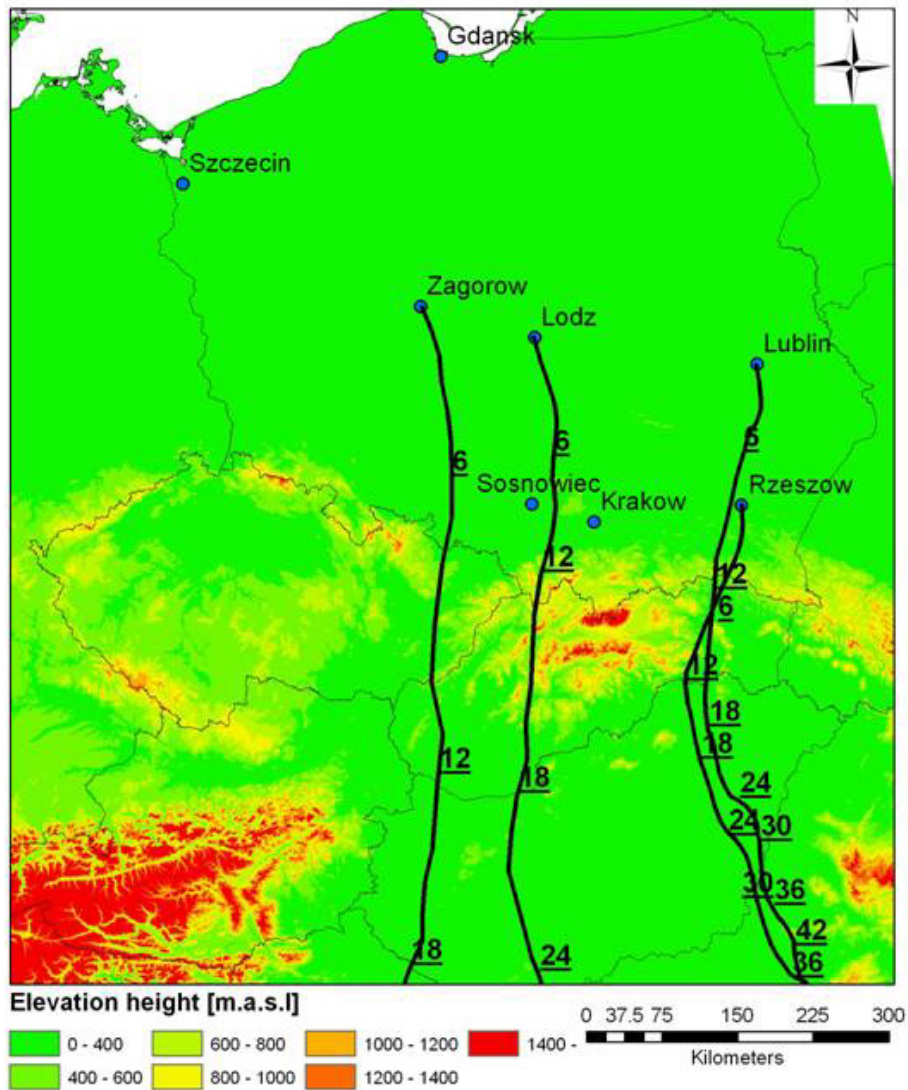 N
Gdansk
Szczecin
Zagorow
Lodz
Lublin
6
6
6
Sosnowiec
Rzeszow
Krakow
12
12
6
12
18
12
18
18
24
24
30
30
36
42
18
24
36
Elevation height [m.a.s.l]
0 - 400
600 - 800
1000 - 1200
1400 -
400 - 600
800 - 1000
1200 - 1400
0 37.5 75 150 225 300
Kilometers